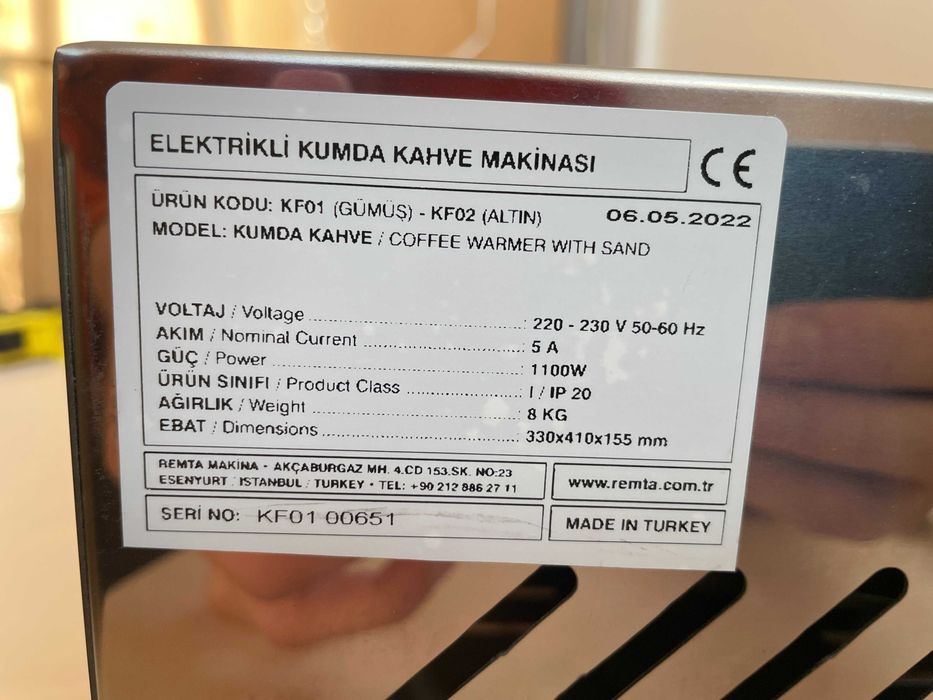 ELEKTRİKLİ KUMDA KAHVE MAKİNASI
CE
ÜRÜN KODU: KF01 (GÜMÜŞ) - KF02 (ALTIN) 06.05.2022
MODEL: KUMDA KAHVE / COFFEE WARMER WITH SAND
VOLTAJ / Voltage ........................ : 220 - 230 V 50-60 Hz
AKIM / Nominal Current ........................ : 5 A
GÜÇ / Power ........................ : 1100W
ÜRÜN SINIFI / Product Class ........................ : I / IP 20
AĞIRLIK / Weight ........................ : 8 KG
EBAT / Dimensions ........................ : 330x410x155 mm
REMTA MAKİNA - AKÇABURGAZ MH. 4.CD 153.SK. NO:23
ESENYURT / İSTANBUL / TURKEY • TEL: +90 212 886 27 11
www.remta.com.tr
SERİ NO: KF01 00651
MADE IN TURKEY